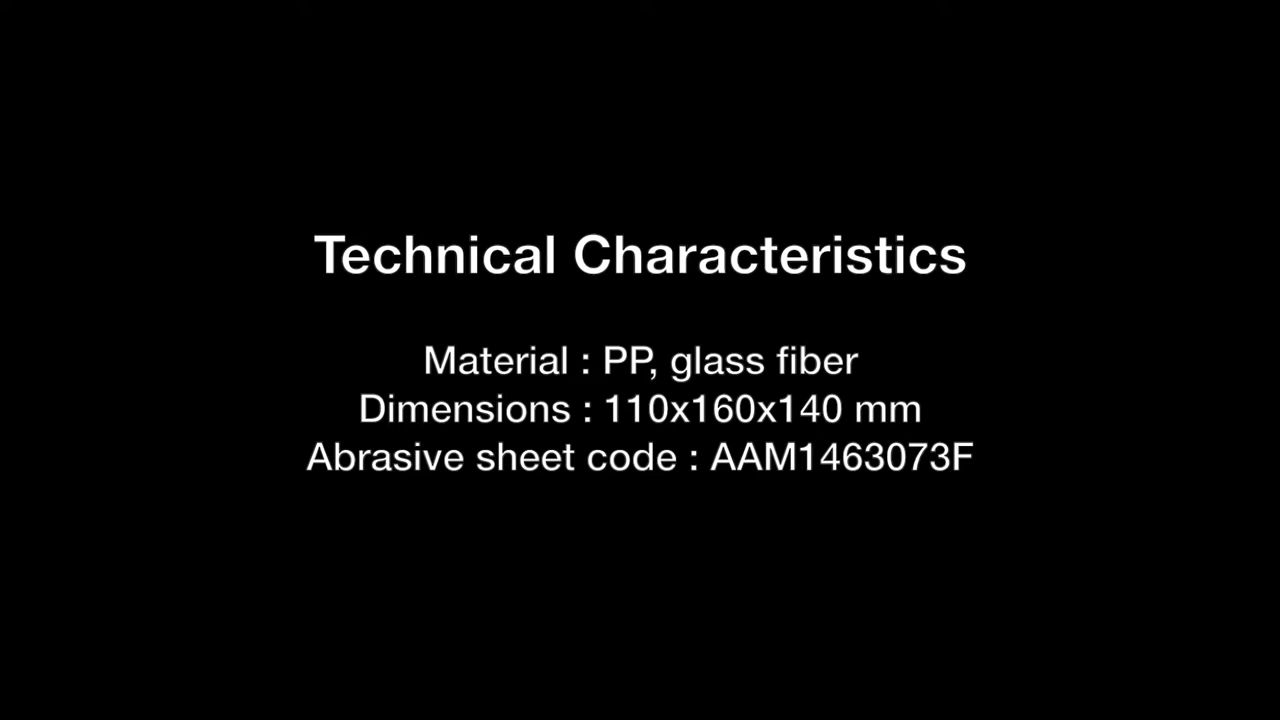 Technical Characteristics
Material : PP, glass fiber
Dimensions : 110x160x140 mm
Abrasive sheet code : AAM1463073F